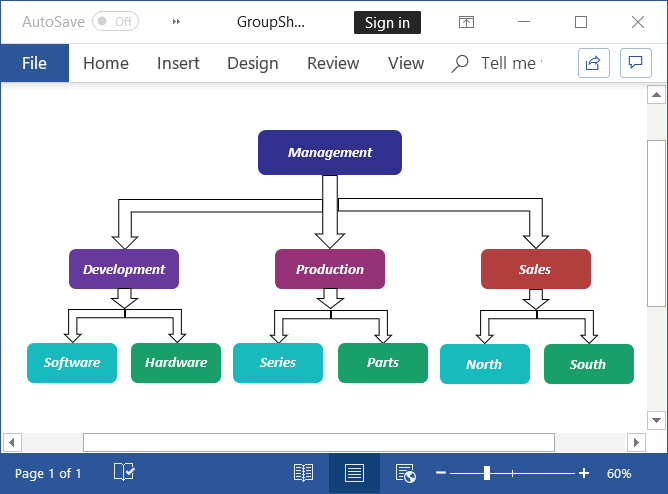 AutoSave Off GroupSh... Sign in
File Home Insert Design Review View Tell me
Management
Development Production Sales
Software Hardware Series Parts North South
Page 1 of 1 60%